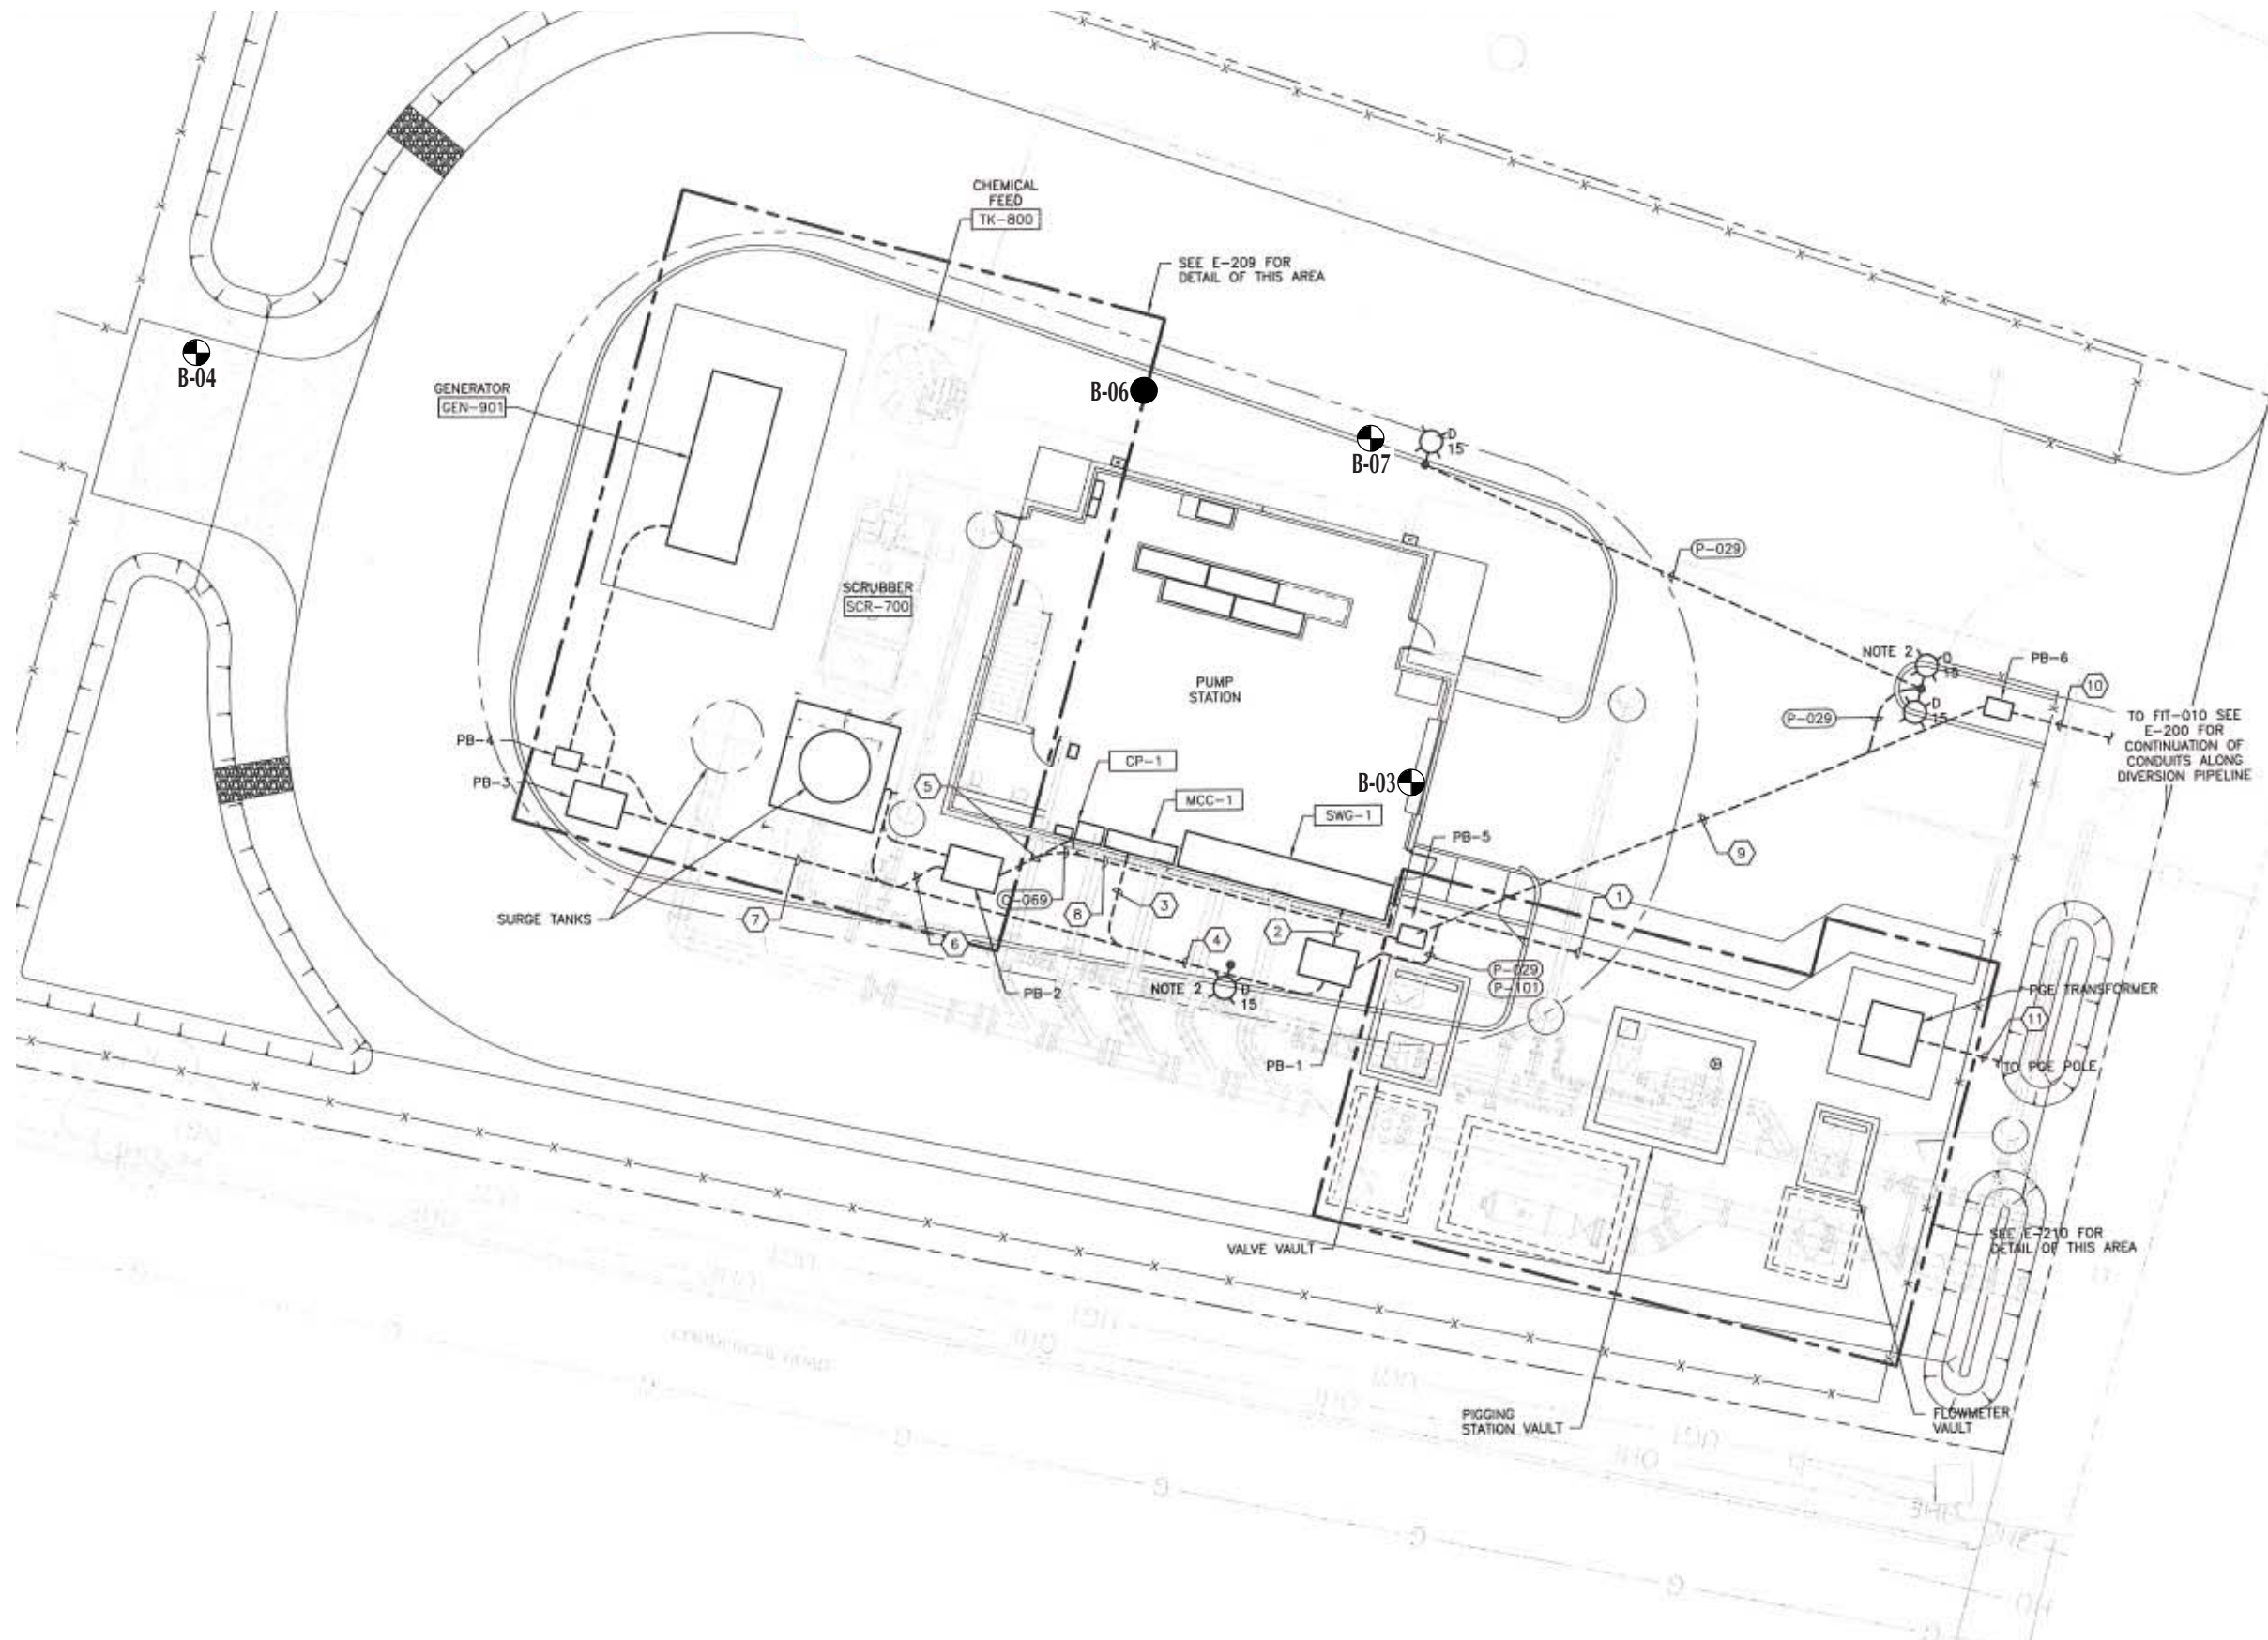 CHEMICAL
FEED
TK-800
SEE E-209 FOR
DETAIL OF THIS AREA
B-04
GENERATOR
GEN-901
B-06
B-07
D
15
P-029
SCRUBBER
SCR-700
NOTE 2
D
D
15
PB-6
10
P-029
TO FIT-010 SEE
E-200 FOR
CONTINUATION OF
CONDUITS ALONG
DIVERSION PIPELINE
PUMP
STATION
PB-4
PB-3
5
CP-1
MCC-1
SWG-1
B-03
PB-5
9
1
SURGE TANKS
7
6
8
3
4
2
P-029
P-101
PB-2
NOTE 2
D
15
PB-1
PGE TRANSFORMER
11
TO PGE POLE
VALVE VAULT
SEE E-210 FOR
DETAIL OF THIS AREA
PIGGING
STATION VAULT
FLOWMETER
VAULT